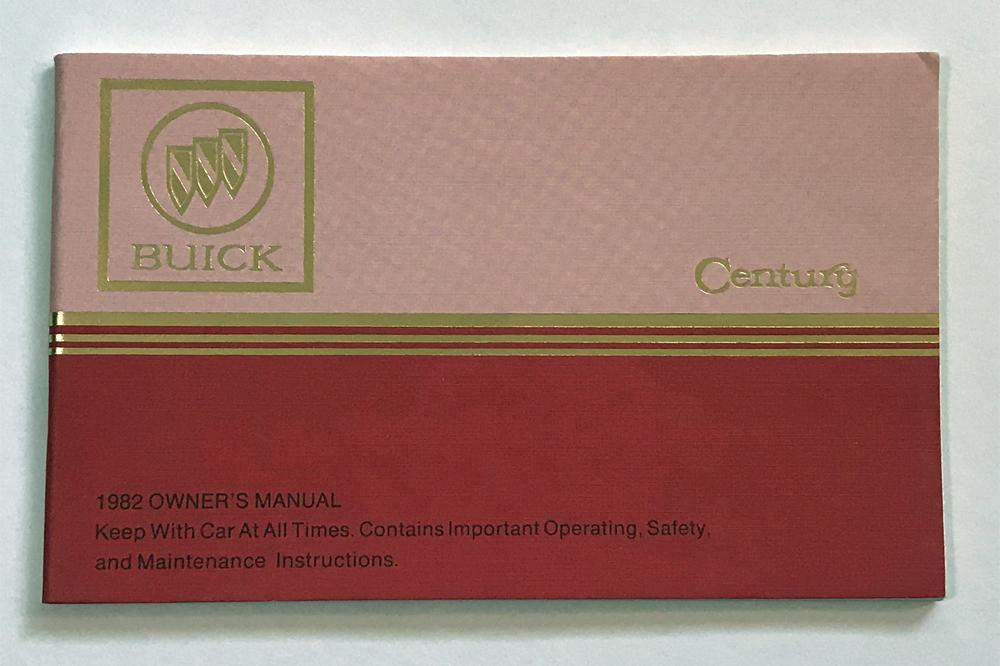 BUICK
Century
1982 OWNER'S MANUAL
Keep With Car At All Times. Contains Important Operating, Safety,
and Maintenance Instructions.